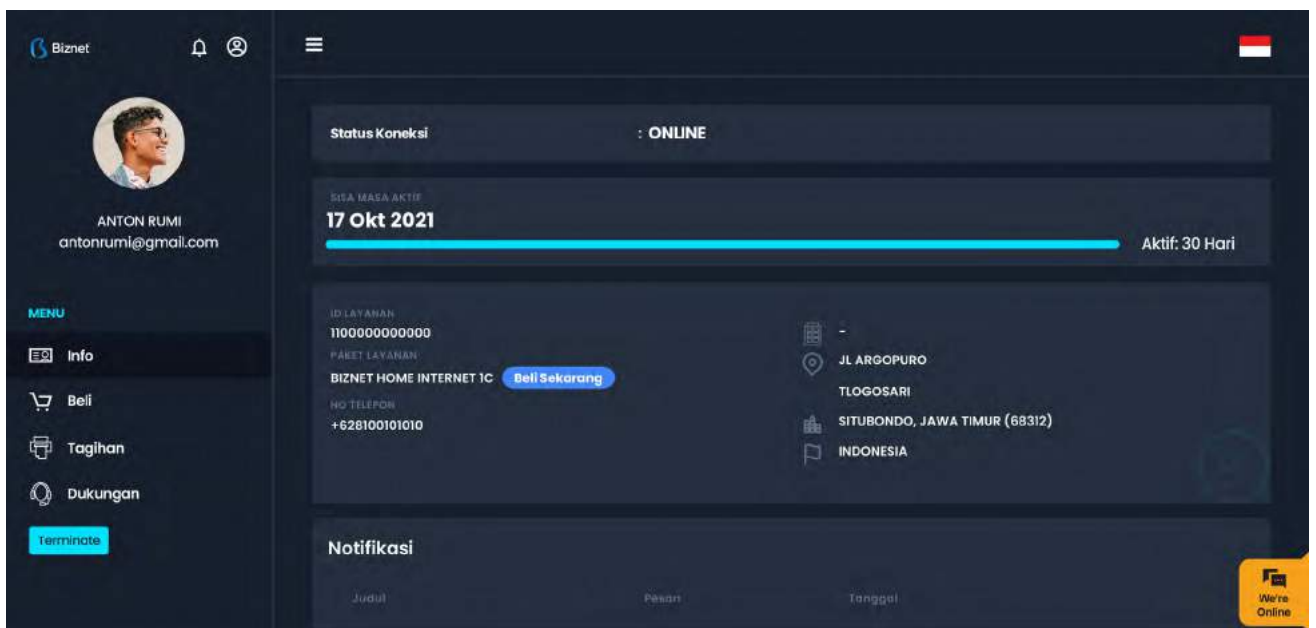 Biznet
ANTON RUMI
antonrumi@gmail.com
MENU
Info
Beli
Tagihan
Dukungan
Terminate
Status Koneksi : ONLINE
SISA MASA AKTIF
17 Okt 2021
Aktif: 30 Hari
ID LAYANAN
1100000000000
PAKET LAYANAN
BIZNET HOME INTERNET 1C Beli Sekarang
NO TELEPON
+628100101010
-
JL ARGOPURO
TLOGOSARI
SITUBONDO, JAWA TIMUR (68312)
INDONESIA
Notifikasi
Judul Pesan Tanggal
We're
Online